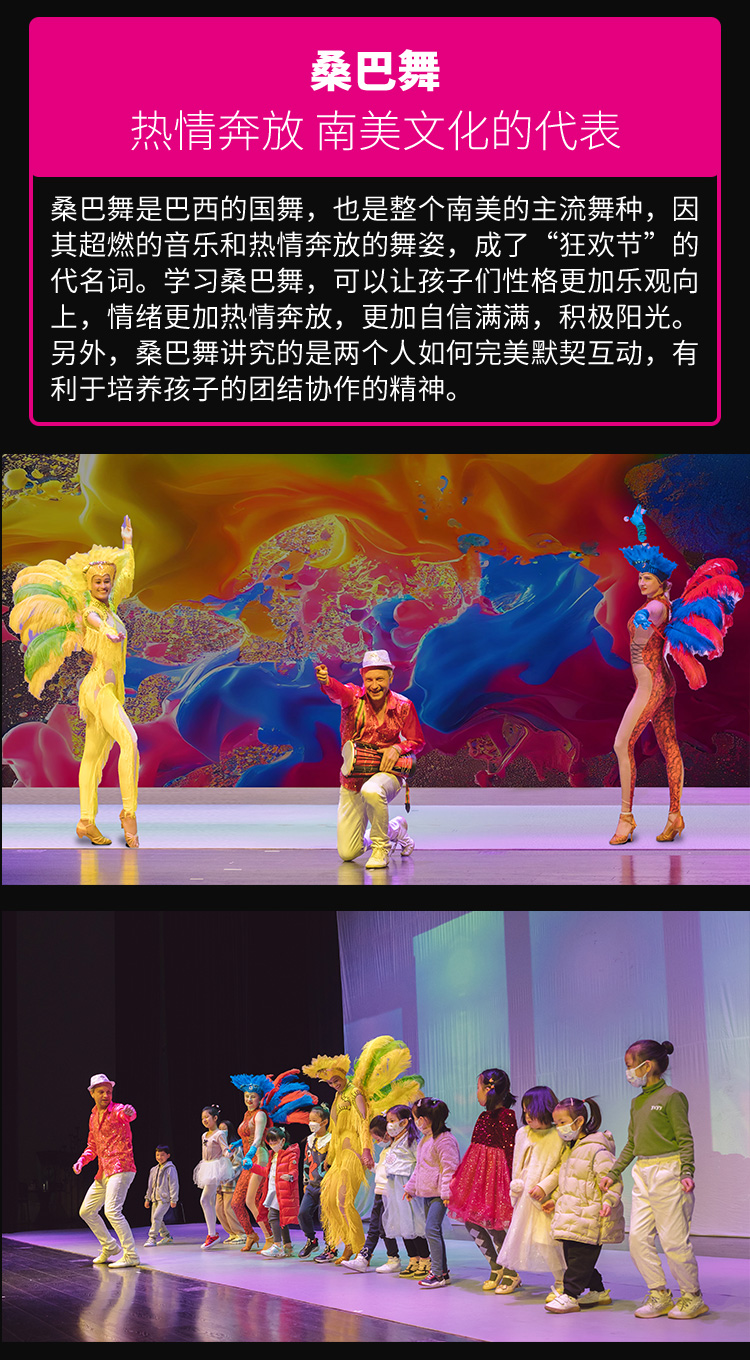 桑巴舞
热情奔放 南美文化的代表
桑巴舞是巴西的国舞，也是整个南美的主流舞种，因
其超燃的音乐和热情奔放的舞姿，成了“狂欢节”的
代名词。学习桑巴舞，可以让孩子们性格更加乐观向
上，情绪更加热情奔放，更加自信满满，积极阳光。
另外，桑巴舞讲究的是两个人如何完美默契互动，有
利于培养孩子的团结协作的精神。